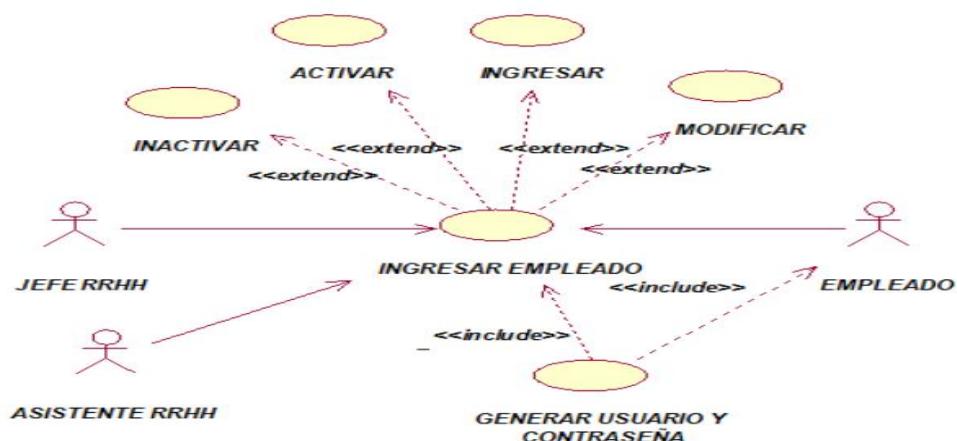 ACTIVAR
INGRESAR
INACTIVAR
MODIFICAR
<<extend>>
<<extend>>
<<extend>>
<<extend>>
JEFE RRHH
INGRESAR EMPLEADO
EMPLEADO
<<include>>
<<include>>
ASISTENTE RRHH
GENERAR USUARIO Y
CONTRASEÑA